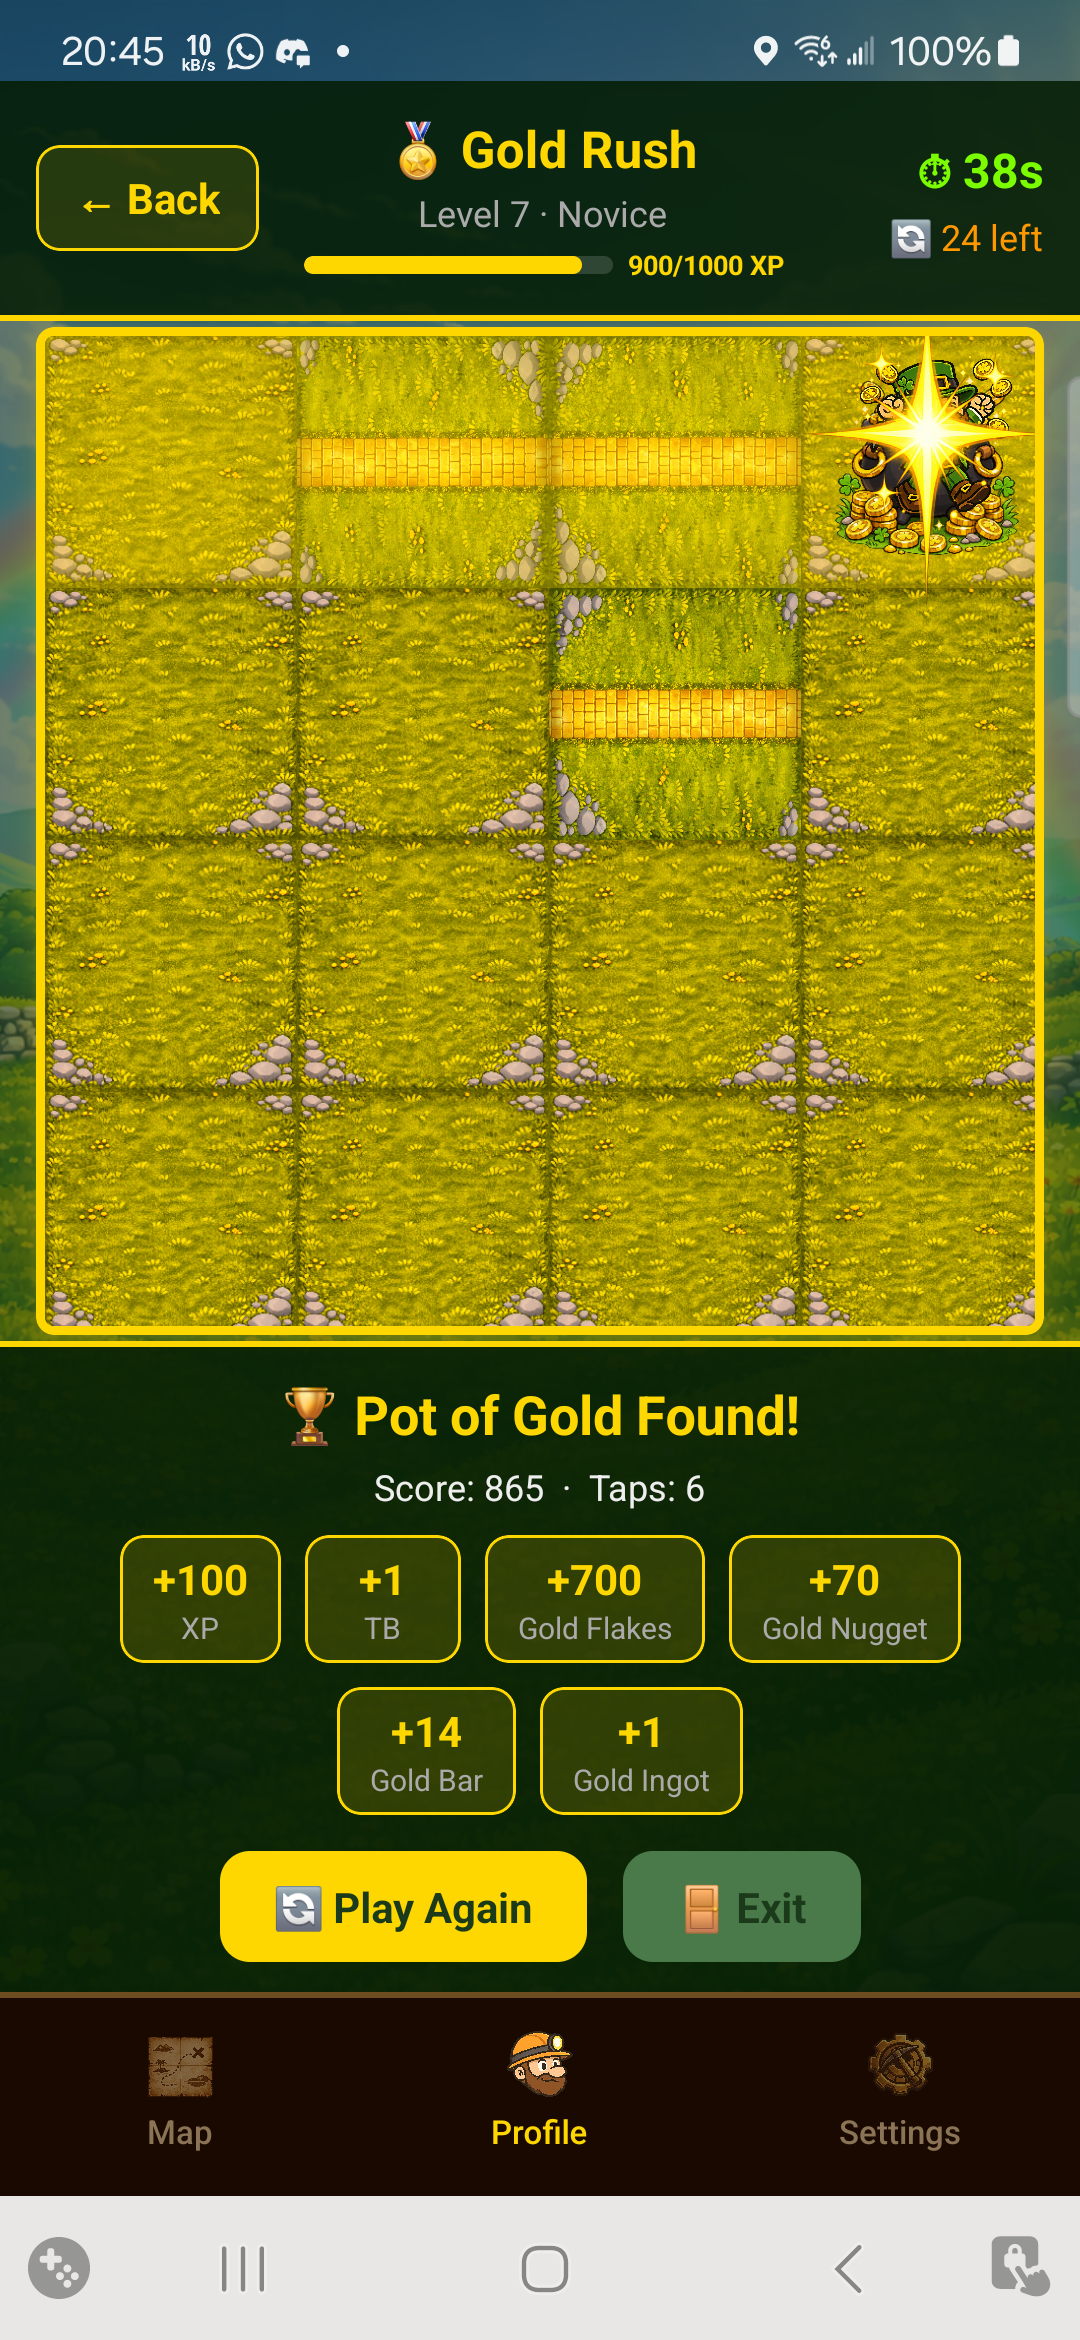 20:45 10 kB/s 100%
← Back
Gold Rush
Level 7 · Novice
900/1000 XP
38s
24 left
Pot of Gold Found!
Score: 865 · Taps: 6
+100 +1 +700 +70
XP TB Gold Flakes Gold Nugget
+14 +1
Gold Bar Gold Ingot
Play Again Exit
Map Profile Settings